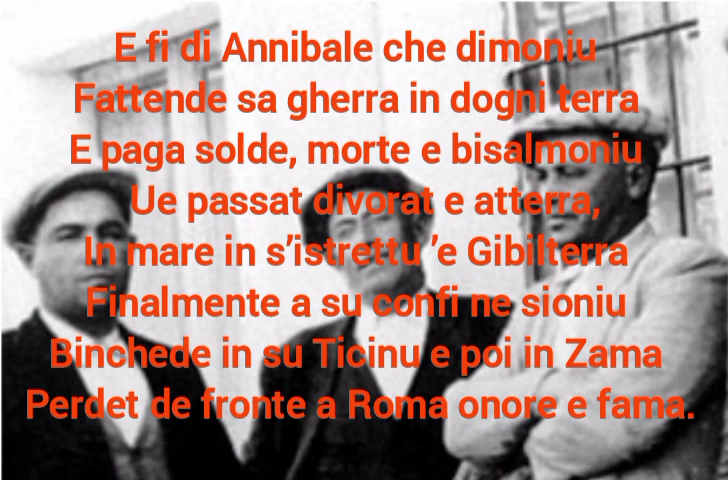 E fi di Annibale che dimoniu
Fattende sa gherra in dogni terra
E paga solde, morte e bisalmoniu
Ue passat divorat e atterra,
In mare in s’istrettu ’e Gibilterra
Finalmente a su confi ne sioniu
Binchede in su Ticinu e poi in Zama
Perdet de fronte a Roma onore e fama.